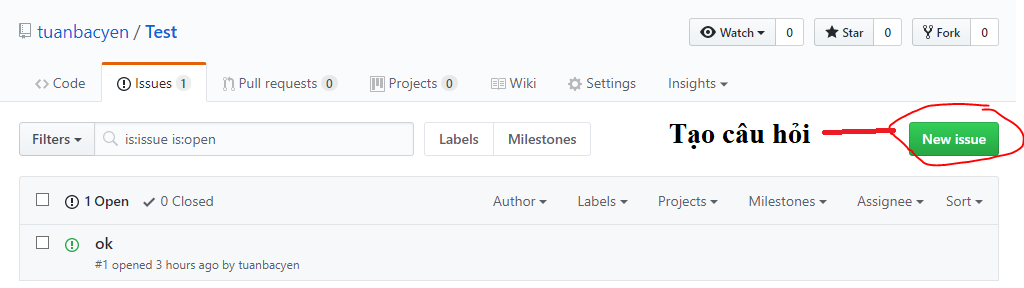 tuanbacyen / Test
Watch 0 Star 0 Fork 0
Code Issues 1 Pull requests 0 Projects 0 Wiki Settings Insights
Filters is:issue is:open Labels Milestones Tạo câu hỏi New issue
1 Open 0 Closed Author Labels Projects Milestones Assignee Sort
ok
#1 opened 3 hours ago by tuanbacyen